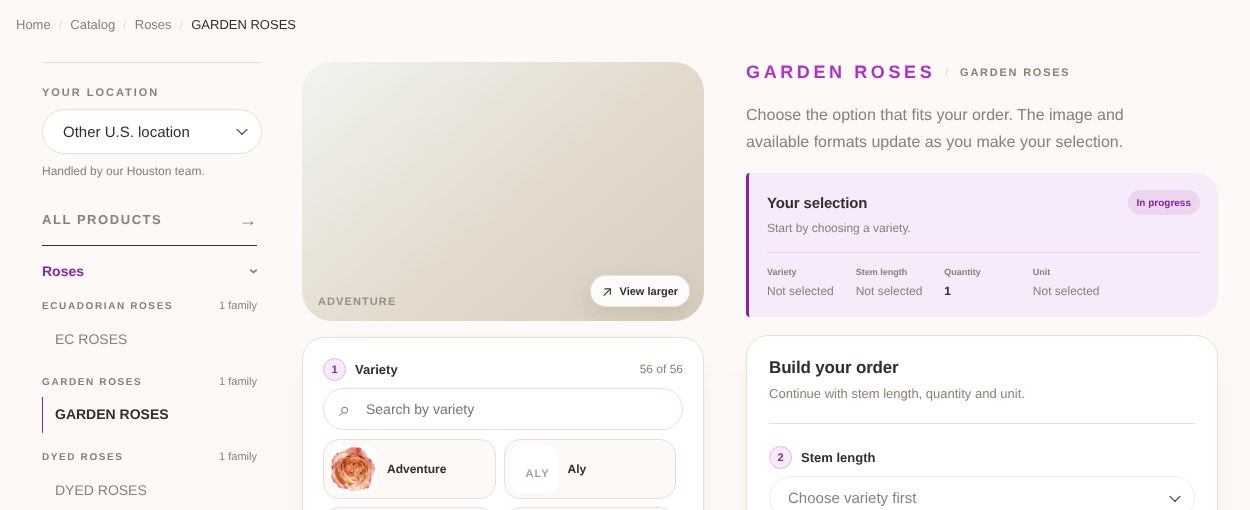 Home / Catalog / Roses / GARDEN ROSES
YOUR LOCATION
Other U.S. location
Handled by our Houston team.
ALL PRODUCTS →
Roses
ECUADORIAN ROSES 1 family
EC ROSES
GARDEN ROSES 1 family
GARDEN ROSES
DYED ROSES 1 family
DYED ROSES
ADVENTURE
View larger
1 Variety 56 of 56
Search by variety
Adventure
ALY Aly
GARDEN ROSES / GARDEN ROSES
Choose the option that fits your order. The image and
available formats update as you make your selection.
Your selection In progress
Start by choosing a variety.
Variety Stem length Quantity Unit
Not selected Not selected 1 Not selected
Build your order
Continue with stem length, quantity and unit.
2 Stem length
Choose variety first